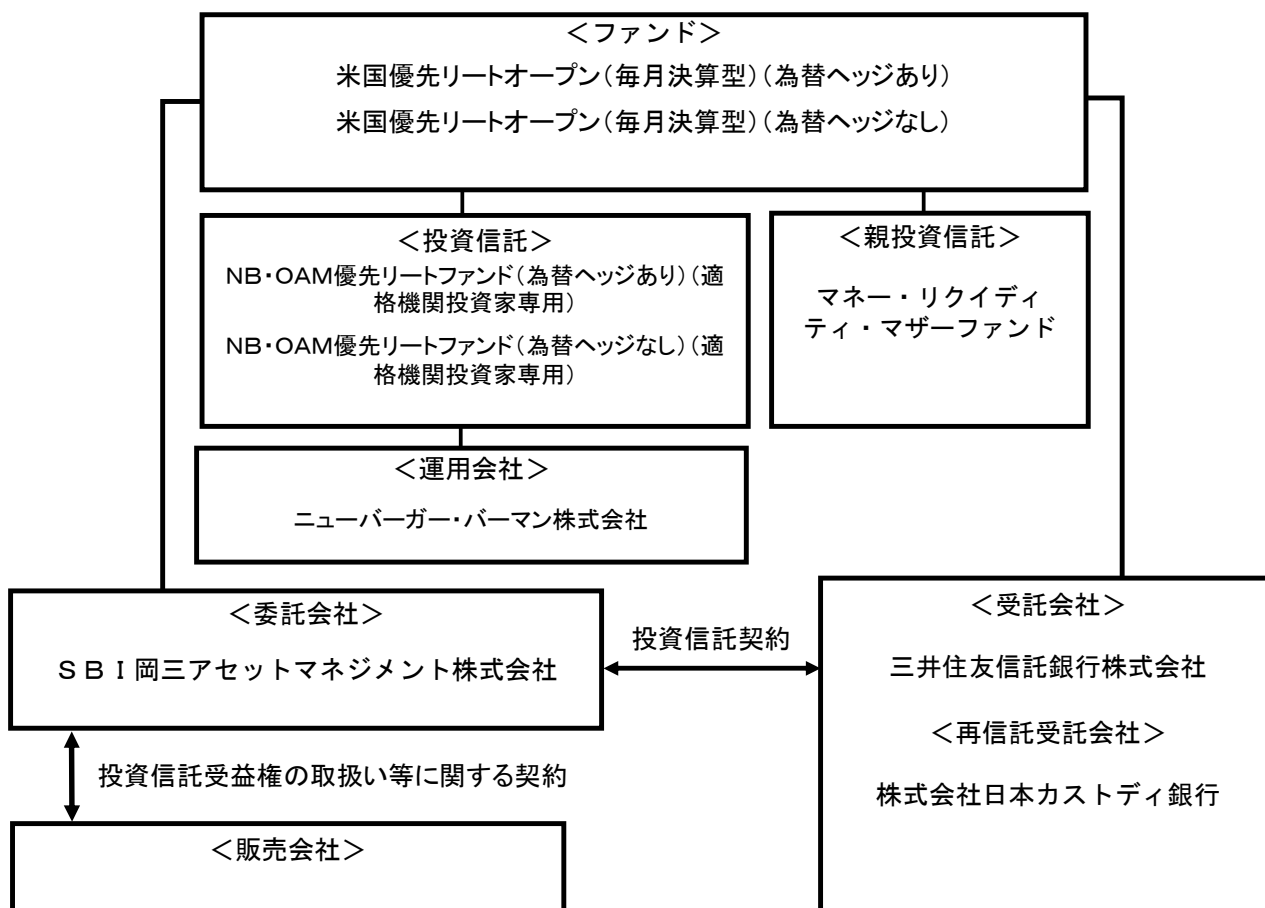 ＜ファンド＞
米国優先リートオープン（毎月決算型）（為替ヘッジあり）
米国優先リートオープン（毎月決算型）（為替ヘッジなし）
＜投資信託＞
NB・OAM優先リートファンド（為替ヘッジあり）（適
格機関投資家専用）
NB・OAM優先リートファンド（為替ヘッジなし）（適
格機関投資家専用）
＜親投資信託＞
マネー・リクイディ
ティ・マザーファンド
＜運用会社＞
ニューバーガー・バーマン株式会社
＜委託会社＞
ＳＢＩ岡三アセットマネジメント株式会社
投資信託契約
＜受託会社＞
三井住友信託銀行株式会社
＜再信託受託会社＞
株式会社日本カストディ銀行
投資信託受益権の取扱い等に関する契約
＜販売会社＞